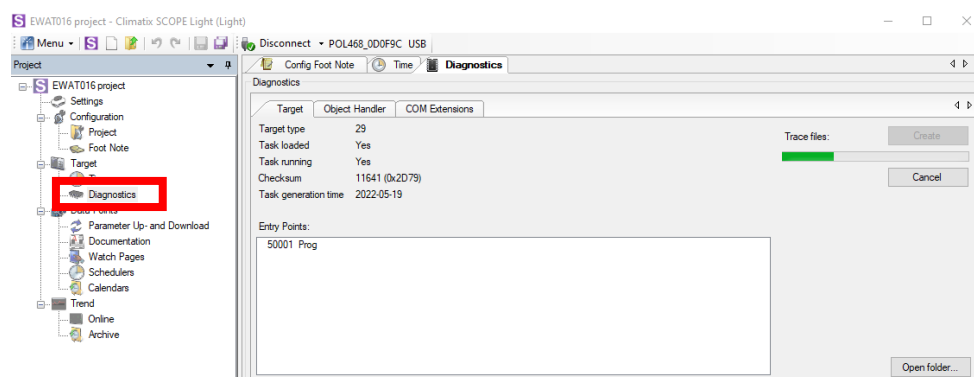 EWAT016 project - Climatix SCOPE Light (Light)
Menu
Disconnect
POL468_0D0F9C USB
Project
EWAT016 project
Settings
Configuration
Project
Foot Note
Target
Diagnostics
Data Points
Parameter Up- and Download
Documentation
Watch Pages
Schedulers
Calendars
Trend
Online
Archive
Config Foot Note
Time
Diagnostics
Diagnostics
Target
Object Handler
COM Extensions
Target type 29
Task loaded Yes
Task running Yes
Checksum 11641 (0x2D79)
Task generation time 2022-05-19
Trace files:
Create
Cancel
Entry Points:
50001 Prog
Open folder...